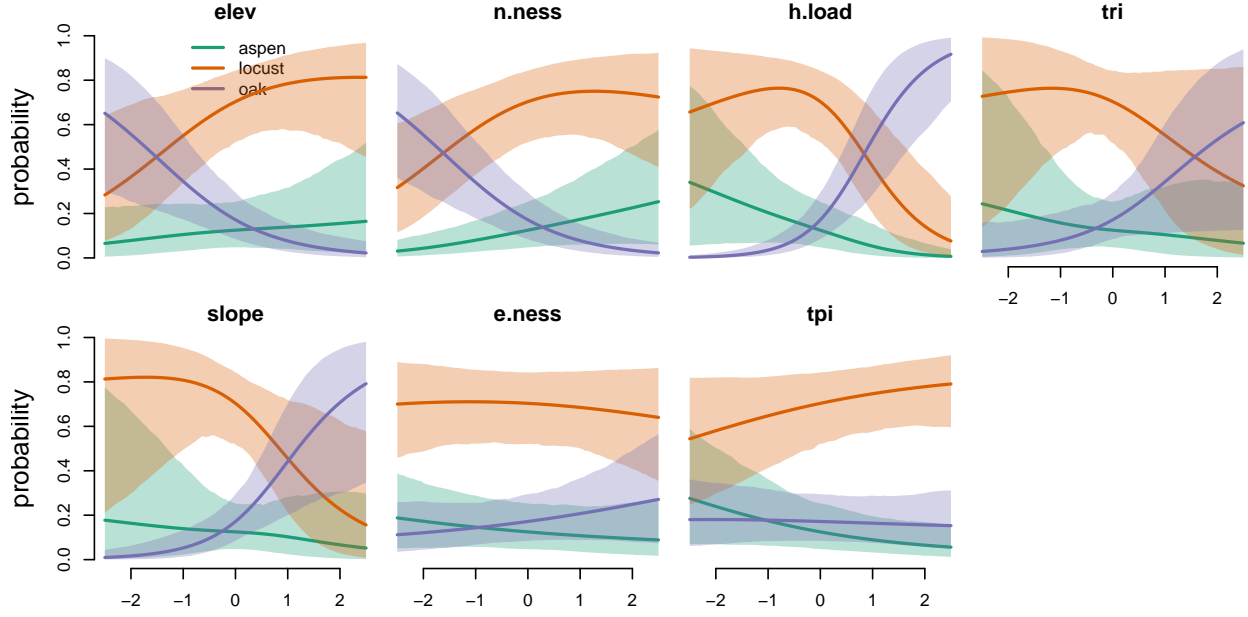 elev n.ness h.load tri
aspen
locust
oak
probability
0.0 0.2 0.4 0.6 0.8 1.0
−2 −1 0 1 2
slope e.ness tpi
probability
0.0 0.2 0.4 0.6 0.8 1.0
−2 −1 0 1 2 −2 −1 0 1 2 −2 −1 0 1 2